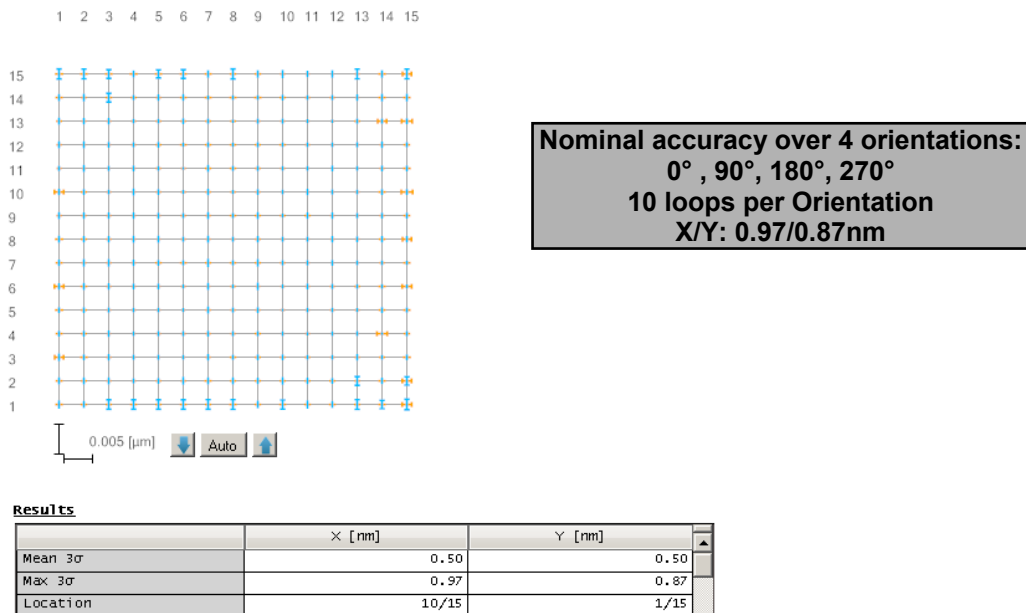 1 2 3 4 5 6 7 8 9 10 11 12 13 14 15
15
14
13
12
11
10
9
8
7
6
5
4
3
2
1
Nominal accuracy over 4 orientations:
0° , 90°, 180°, 270°
10 loops per Orientation
X/Y: 0.97/0.87nm
0.005 [µm] Auto
Results
X [nm] Y [nm]
Mean 3σ 0.50 0.50
Max 3σ 0.97 0.87
Location 10/15 1/15